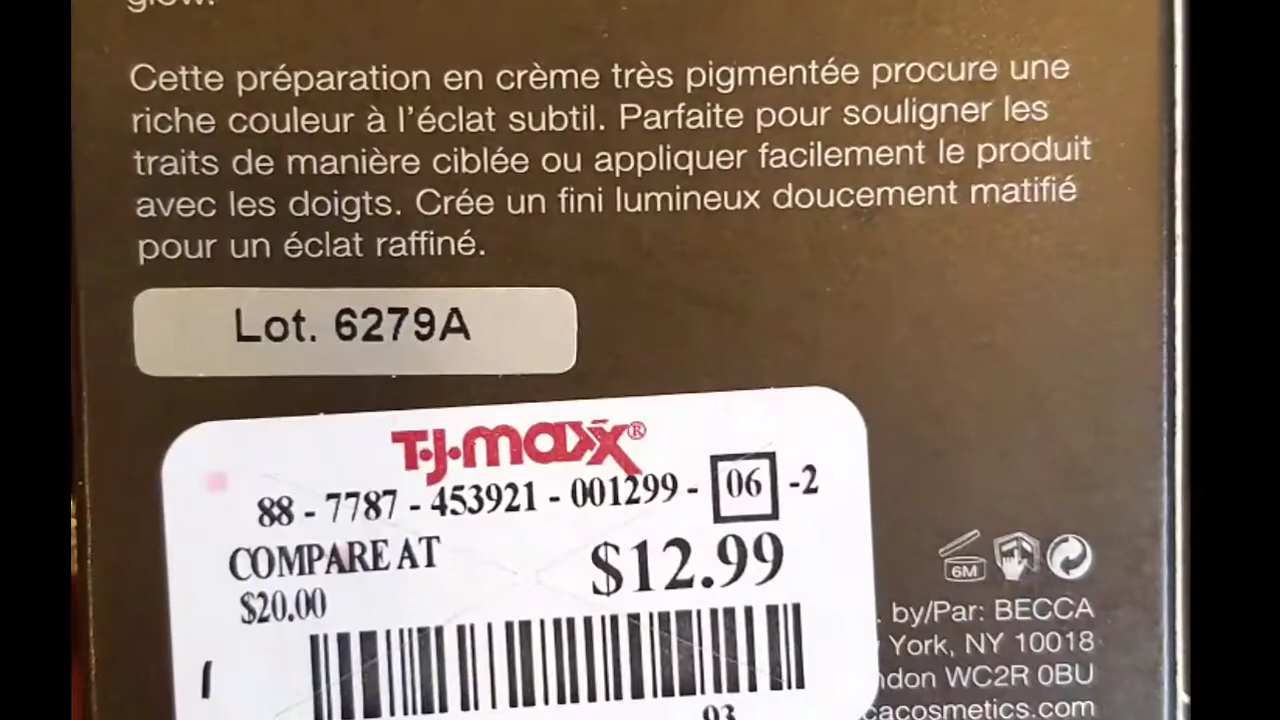 glow.
Cette préparation en crème très pigmentée procure une
riche couleur à l'éclat subtil. Parfaite pour souligner les
traits de manière ciblée ou appliquer facilement le produit
avec les doigts. Crée un fini lumineux doucement matifié
pour un éclat raffiné.
Lot. 6279A
T·J·maxx®
88 - 7787 - 453921 - 001299 - 06 -2
COMPARE AT
$12.99
$20.00
6M
by/Par: BECCA
York, NY 10018
WC2R 0BU
93